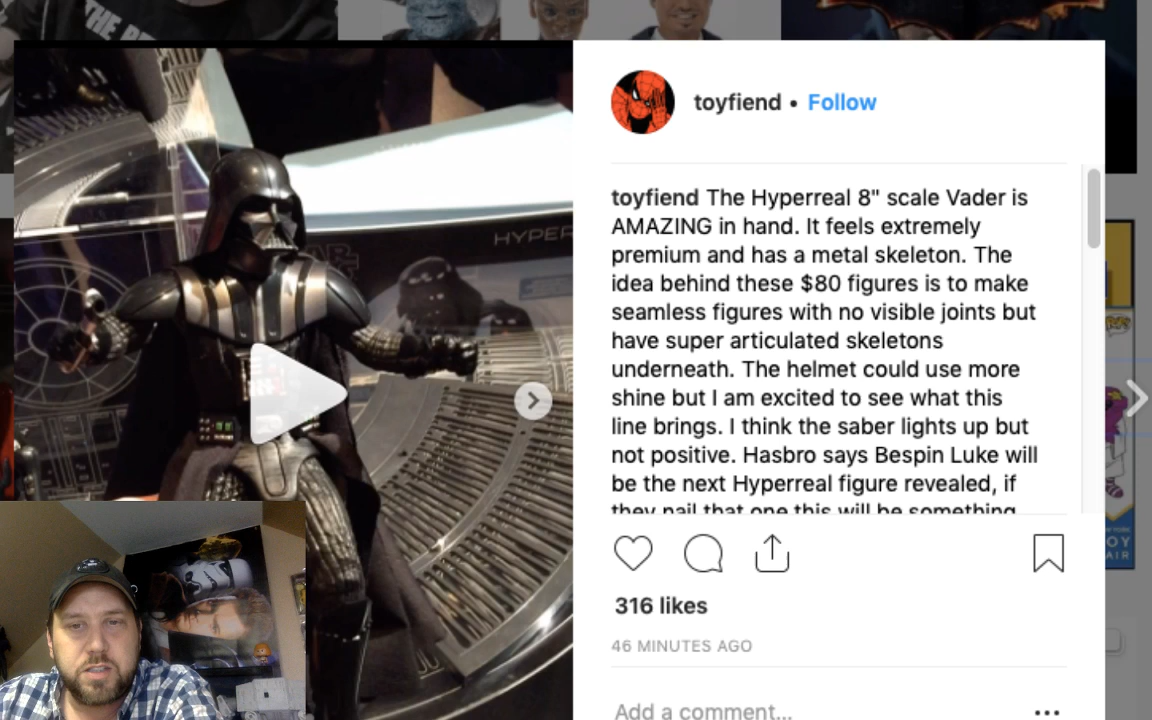 THE
toyfiend • Follow
HYPER
STAR
toyfiend The Hyperreal 8" scale Vader is
AMAZING in hand. It feels extremely
premium and has a metal skeleton. The
idea behind these $80 figures is to make
seamless figures with no visible joints but
have super articulated skeletons
underneath. The helmet could use more
shine but I am excited to see what this
line brings. I think the saber lights up but
not positive. Hasbro says Bespin Luke will
be the next Hyperreal figure revealed, if
they nail that one this will be something
316 likes
46 MINUTES AGO
Add a comment...